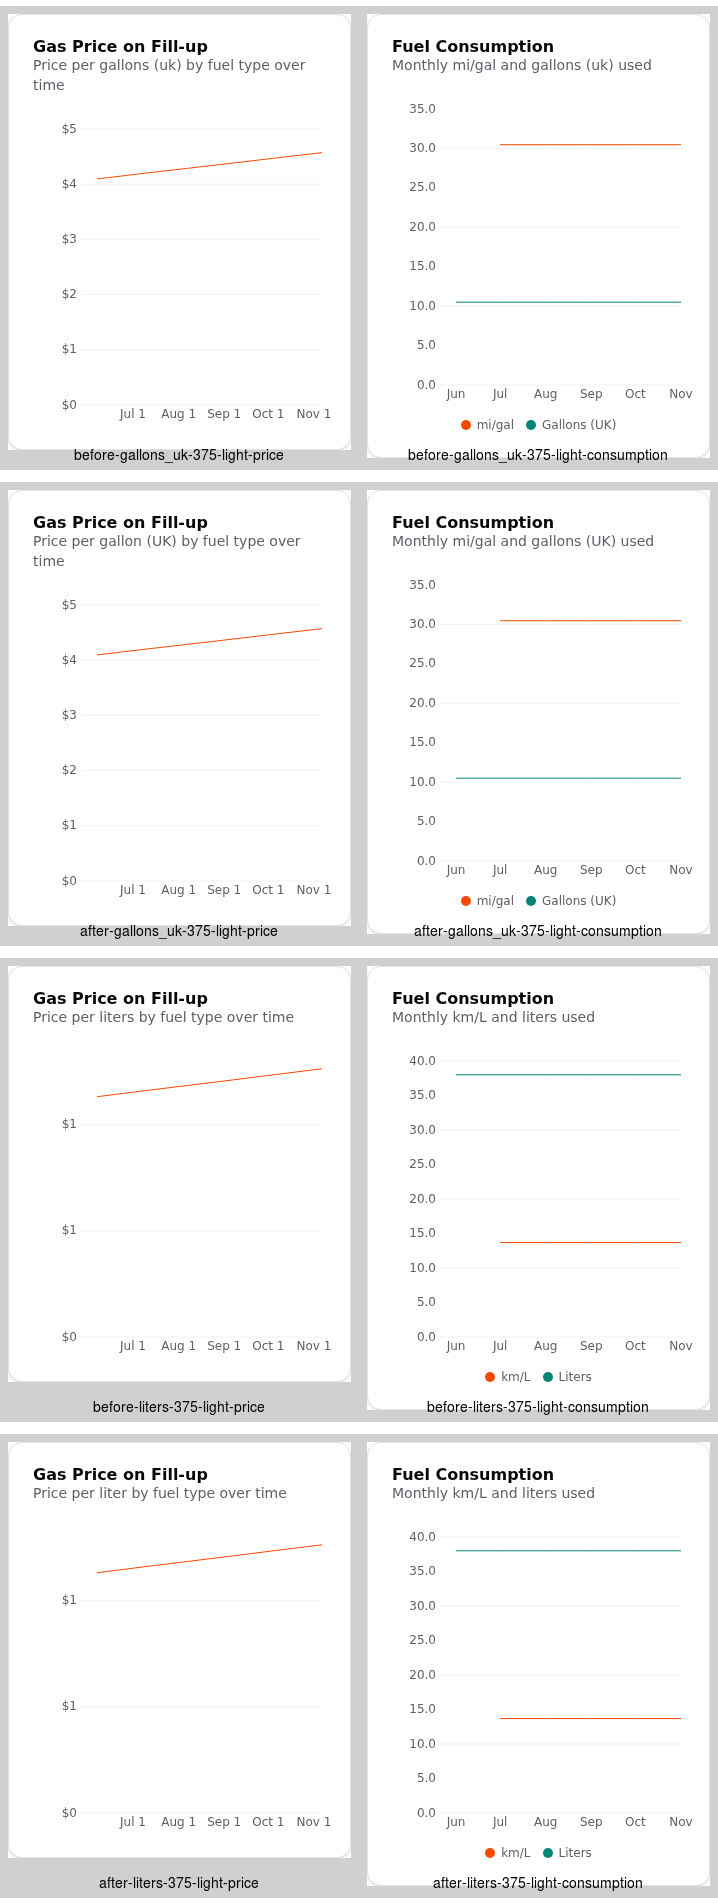 Gas Price on Fill-up
Price per gallons (uk) by fuel type over
time
$5
$4
$3
$2
$1
$0
Jul 1 Aug 1 Sep 1 Oct 1 Nov 1
before-gallons_uk-375-light-price
Fuel Consumption
Monthly mi/gal and gallons (uk) used
35.0
30.0
25.0
20.0
15.0
10.0
5.0
0.0
Jun Jul Aug Sep Oct Nov
mi/gal Gallons (UK)
before-gallons_uk-375-light-consumption
Gas Price on Fill-up
Price per gallon (UK) by fuel type over
time
$5
$4
$3
$2
$1
$0
Jul 1 Aug 1 Sep 1 Oct 1 Nov 1
after-gallons_uk-375-light-price
Fuel Consumption
Monthly mi/gal and gallons (UK) used
35.0
30.0
25.0
20.0
15.0
10.0
5.0
0.0
Jun Jul Aug Sep Oct Nov
mi/gal Gallons (UK)
after-gallons_uk-375-light-consumption
Gas Price on Fill-up
Price per liters by fuel type over time
$1
$1
$0
Jul 1 Aug 1 Sep 1 Oct 1 Nov 1
before-liters-375-light-price
Fuel Consumption
Monthly km/L and liters used
40.0
35.0
30.0
25.0
20.0
15.0
10.0
5.0
0.0
Jun Jul Aug Sep Oct Nov
km/L Liters
before-liters-375-light-consumption
Gas Price on Fill-up
Price per liter by fuel type over time
$1
$1
$0
Jul 1 Aug 1 Sep 1 Oct 1 Nov 1
after-liters-375-light-price
Fuel Consumption
Monthly km/L and liters used
40.0
35.0
30.0
25.0
20.0
15.0
10.0
5.0
0.0
Jun Jul Aug Sep Oct Nov
km/L Liters
after-liters-375-light-consumption